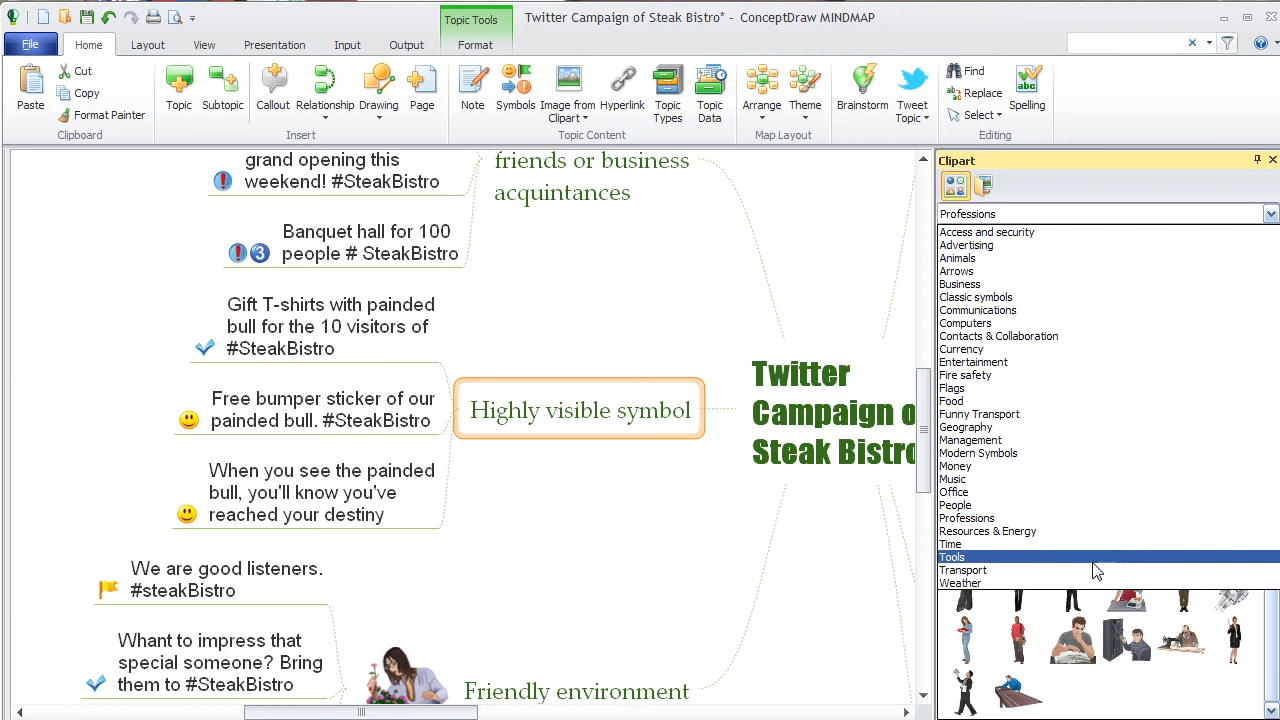 Topic Tools
Twitter Campaign of Steak Bistro* - ConceptDraw MINDMAP
File
Home
Layout
View
Presentation
Input
Output
Format
Paste
Cut
Copy
Format Painter
Clipboard
Topic
Subtopic
Callout
Relationship
Drawing
Page
Insert
Note
Symbols
Image from
Clipart
Hyperlink
Topic
Types
Topic
Data
Topic Content
Arrange
Theme
Map Layout
Brainstorm
Tweet
Topic
Find
Replace
Select
Spelling
Editing
grand opening this
weekend! #SteakBistro
Banquet hall for 100
3 people # SteakBistro
friends or business
acquintances
Gift T-shirts with painded
bull for the 10 visitors of
#SteakBistro
Free bumper sticker of our
painded bull. #SteakBistro
When you see the painded
bull, you'll know you've
reached your destiny
Highly visible symbol
Twitter
Campaign o
Steak Bistro
We are good listeners.
#steakBistro
Whant to impress that
special someone? Bring
them to #SteakBistro
Friendly environment
Clipart
Professions
Access and security
Advertising
Animals
Arrows
Business
Classic symbols
Communications
Computers
Contacts & Collaboration
Currency
Entertainment
Fire safety
Flags
Food
Funny Transport
Geography
Management
Modern Symbols
Money
Music
Office
People
Professions
Resources & Energy
Time
Tools
Transport
Weather